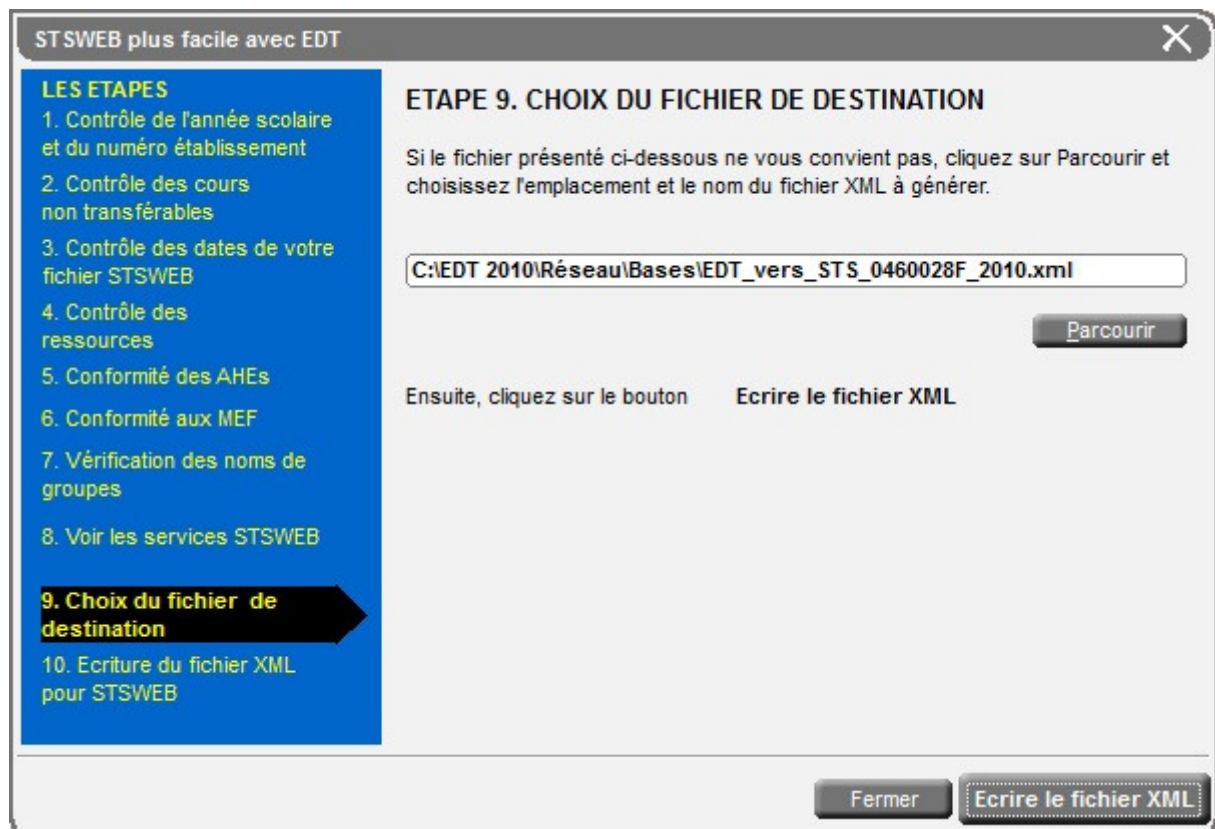 STSWEB plus facile avec EDT
LES ETAPES
1. Contrôle de l'année scolaire
et du numéro établissement
2. Contrôle des cours
non transférables
3. Contrôle des dates de votre
fichier STSWEB
4. Contrôle des
ressources
5. Conformité des AHEs
6. Conformité aux MEF
7. Vérification des noms de
groupes
8. Voir les services STSWEB
9. Choix du fichier de
destination
10. Ecriture du fichier XML
pour STSWEB
ETAPE 9. CHOIX DU FICHIER DE DESTINATION
Si le fichier présenté ci-dessous ne vous convient pas, cliquez sur Parcourir et
choisissez l'emplacement et le nom du fichier XML à générer.
C:\EDT 2010\Réseau\Bases\EDT_vers_STS_0460028F_2010.xml
Parcourir
Ensuite, cliquez sur le bouton Ecrire le fichier XML
Fermer
Ecrire le fichier XML